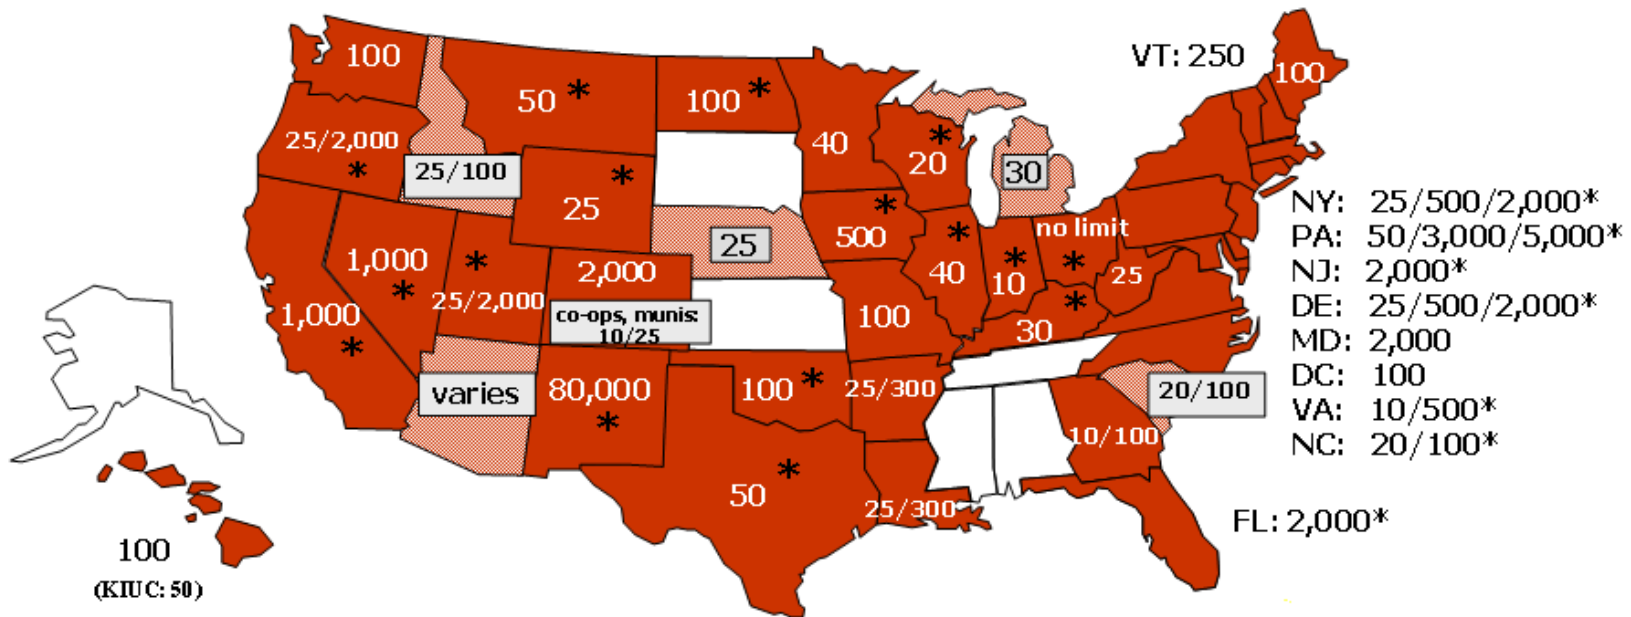 VT: 250
100
100
50 *
100 *
40
20 *
30
25/2,000 *
25/100
25 *
25
500 *
no limit *
NY: 25/500/2,000*
PA: 50/3,000/5,000*
NJ: 2,000*
DE: 25/500/2,000*
MD: 2,000
DC: 100
VA: 10/500*
NC: 20/100*
1,000 *
1,000 *
25/2,000 *
2,000
co-ops, munis:
10/25
40 *
10 *
25
100
30 *
varies
80,000 *
100 *
25/300
20/100
10/100
50 *
25/300
FL: 2,000*
100
(KIUC: 50)